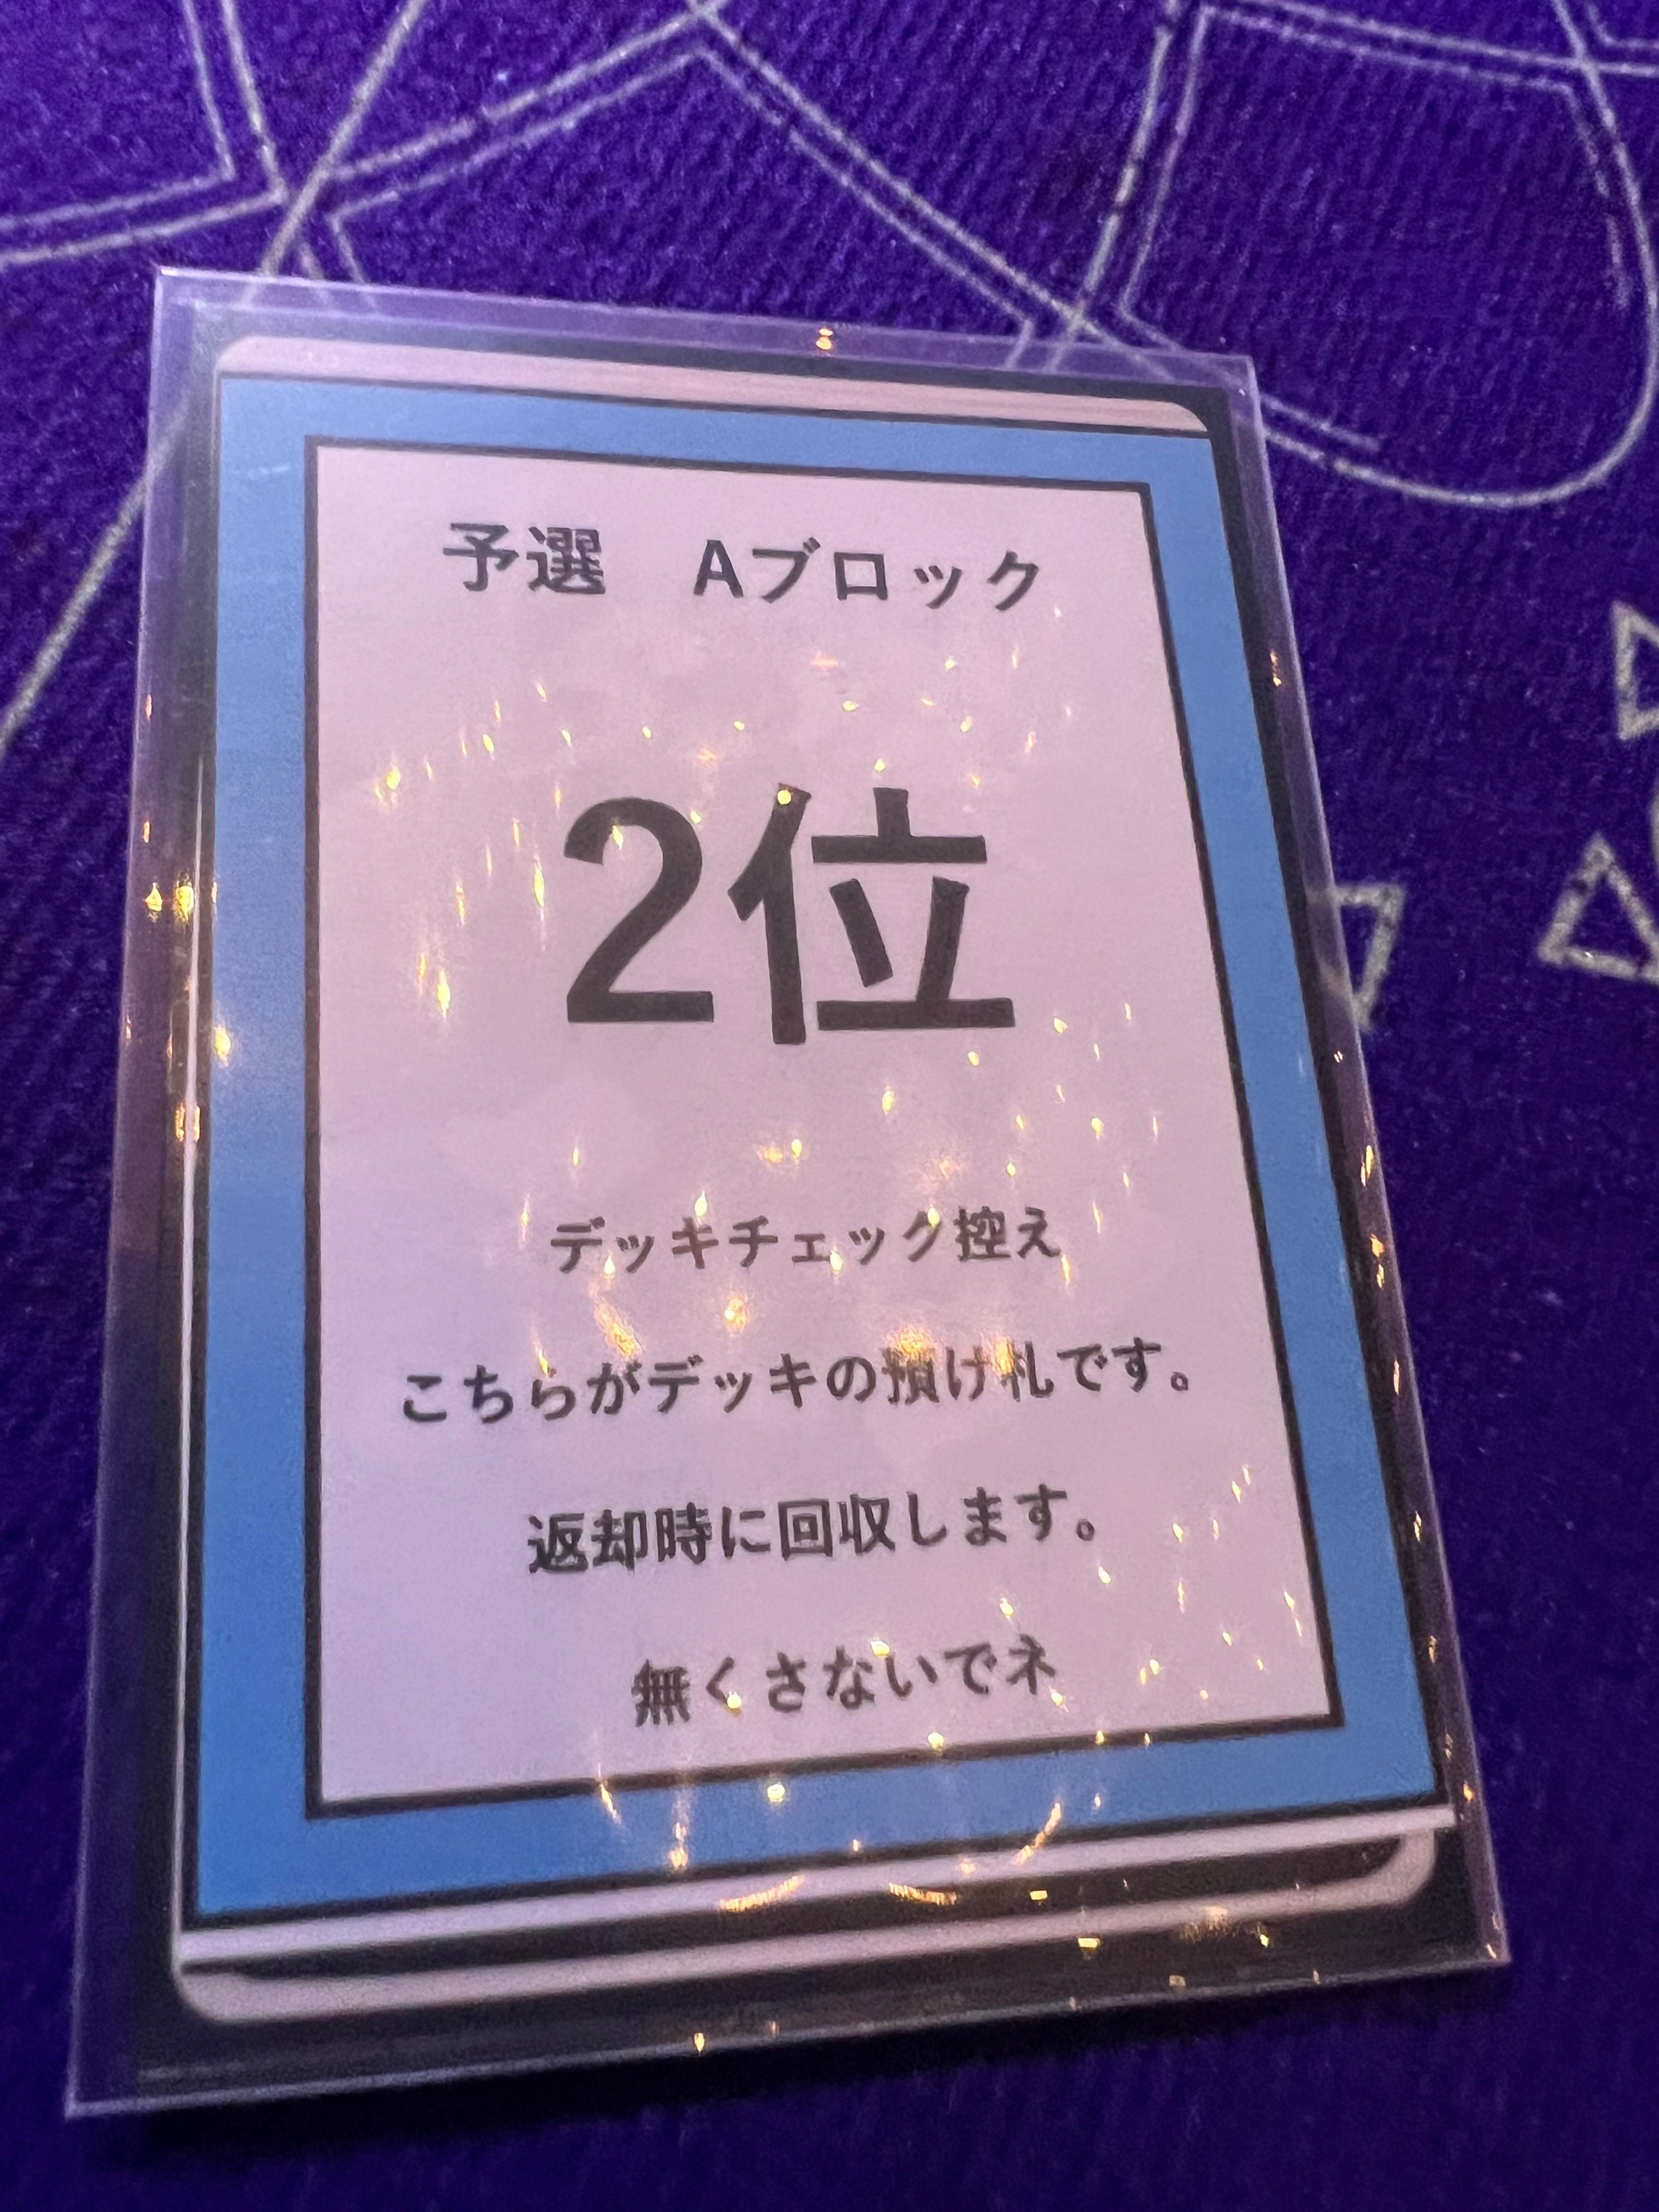 予選　Aブロック
2位
デッキチェック控え
こちらがデッキの預け札です。
返却時に回収します。
無くさないでネ